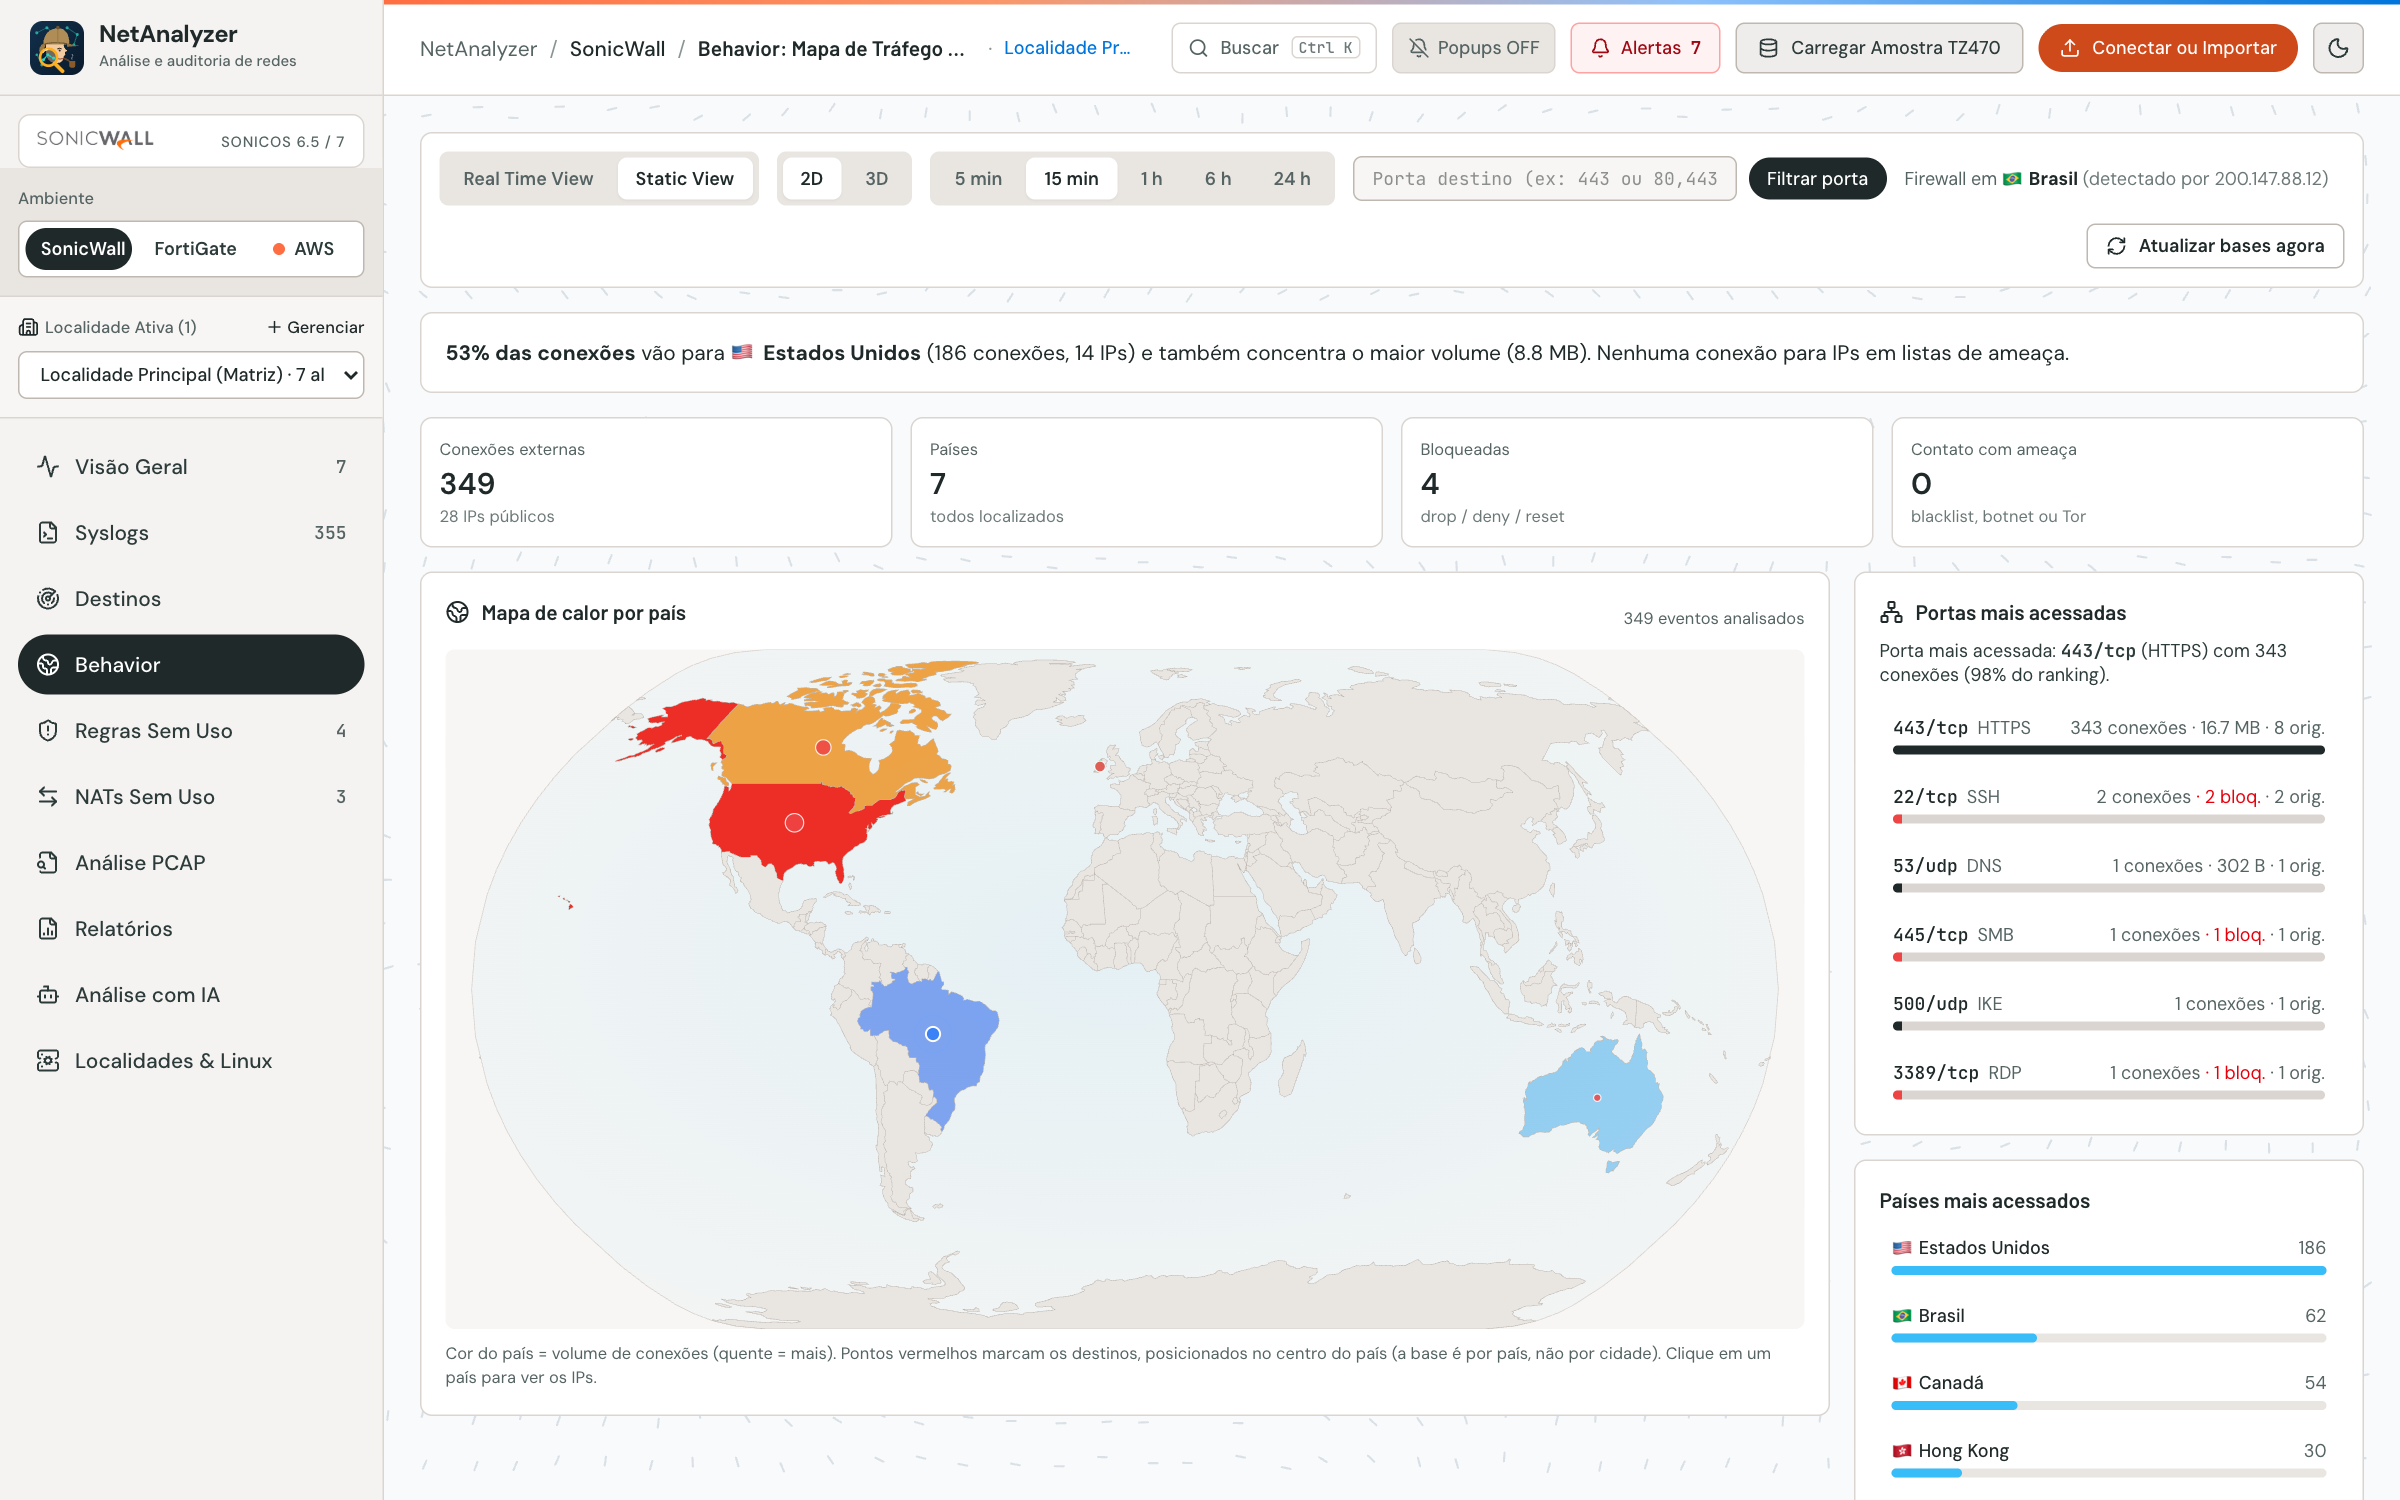 NetAnalyzer
Análise e auditoria de redes
NetAnalyzer / SonicWall / Behavior: Mapa de Tráfego ... · Localidade Pr...
Buscar Ctrl K
Popups OFF
Alertas 7
Carregar Amostra TZ470
Conectar ou Importar
SONICWALL SONICOS 6.5 / 7
Ambiente
SonicWall FortiGate AWS
Localidade Ativa (1) + Gerenciar
Localidade Principal (Matriz) · 7 al
Visão Geral 7
Syslogs 355
Destinos
Behavior
Regras Sem Uso 4
NATs Sem Uso 3
Análise PCAP
Relatórios
Análise com IA
Localidades & Linux
Real Time View Static View 2D 3D 5 min 15 min 1 h 6 h 24 h Porta destino (ex: 443 ou 80,443 Filtrar porta Firewall em 🇧🇷 Brasil (detectado por 200.147.88.12)
Atualizar bases agora
53% das conexões vão para 🇺🇸 Estados Unidos (186 conexões, 14 IPs) e também concentra o maior volume (8.8 MB). Nenhuma conexão para IPs em listas de ameaça.
Conexões externas
349
28 IPs públicos
Países
7
todos localizados
Bloqueadas
4
drop / deny / reset
Contato com ameaça
0
blacklist, botnet ou Tor
Mapa de calor por país
349 eventos analisados
Cor do país = volume de conexões (quente = mais). Pontos vermelhos marcam os destinos, posicionados no centro do país (a base é por país, não por cidade). Clique em um
país para ver os IPs.
Portas mais acessadas
Porta mais acessada: 443/tcp (HTTPS) com 343
conexões (98% do ranking).
443/tcp HTTPS 343 conexões · 16.7 MB · 8 orig.
22/tcp SSH 2 conexões · 2 bloq. · 2 orig.
53/udp DNS 1 conexões · 302 B · 1 orig.
445/tcp SMB 1 conexões · 1 bloq. · 1 orig.
500/udp IKE 1 conexões · 1 orig.
3389/tcp RDP 1 conexões · 1 bloq. · 1 orig.
Países mais acessados
🇺🇸 Estados Unidos 186
🇧🇷 Brasil 62
🇨🇦 Canadá 54
🇭🇰 Hong Kong 30